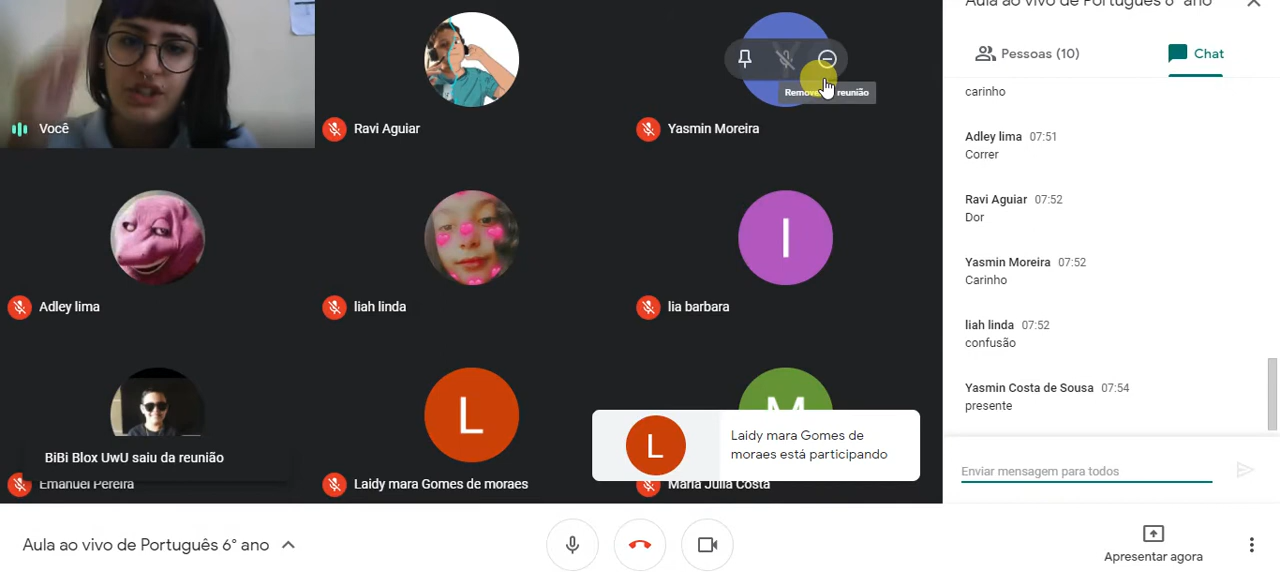 Aula ao vivo de Português 6° ano
Você
Ravi Aguiar
Remover reunião
Yasmin Moreira
Adley lima
liah linda
I
lia barbara
BiBi Blox UwU saiu da reunião
Emanuel Pereira
L
Laidy mara Gomes de moraes
M
Maria Julia Costa
L
Laidy mara Gomes de
moraes está participando
Pessoas (10)
Chat
carinho
Adley lima 07:51
Correr
Ravi Aguiar 07:52
Dor
Yasmin Moreira 07:52
Carinho
liah linda 07:52
confusão
Yasmin Costa de Sousa 07:54
presente
Enviar mensagem para todos
Aula ao vivo de Português 6° ano
Apresentar agora